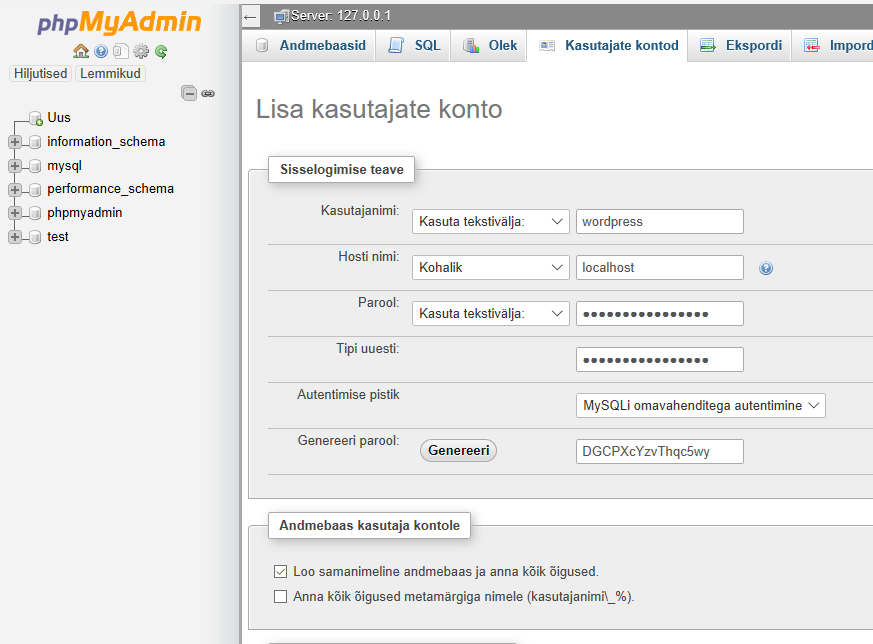 phpMyAdmin
Hiljutised Lemmikud
Uus
information_schema
mysql
performance_schema
phpmyadmin
test
Server: 127.0.0.1
Andmebaasid SQL Olek Kasutajate kontod Ekspordi Impord
Lisa kasutajate konto
Sisselogimise teave
Kasutajanimi: Kasuta tekstivälja: wordpress
Hosti nimi: Kohalik localhost
Parool: Kasuta tekstivälja: ••••••••••••••••
Tipi uuesti: ••••••••••••••••
Autentimise pistik MySQLi omavahenditega autentimine
Genereeri parool: Genereeri DGCPXcYzvThqc5wy
Andmebaas kasutaja kontole
Loo samanimeline andmebaas ja anna kõik õigused.
Anna kõik õigused metamärgiga nimele (kasutajanimi\_%).